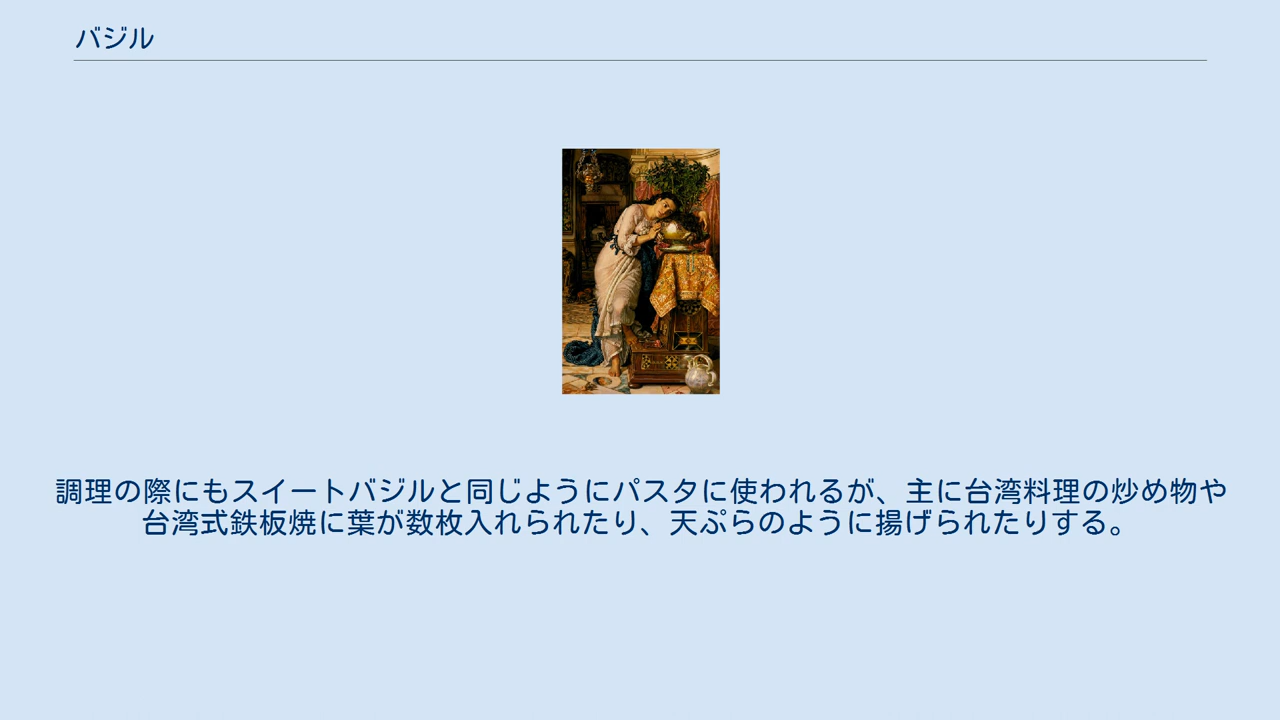 バジル
調理の際にもスイートバジルと同じようにパスタに使われるが、主に台湾料理の炒め物や
台湾式鉄板焼に葉が数枚入れられたり、天ぷらのように揚げられたりする。